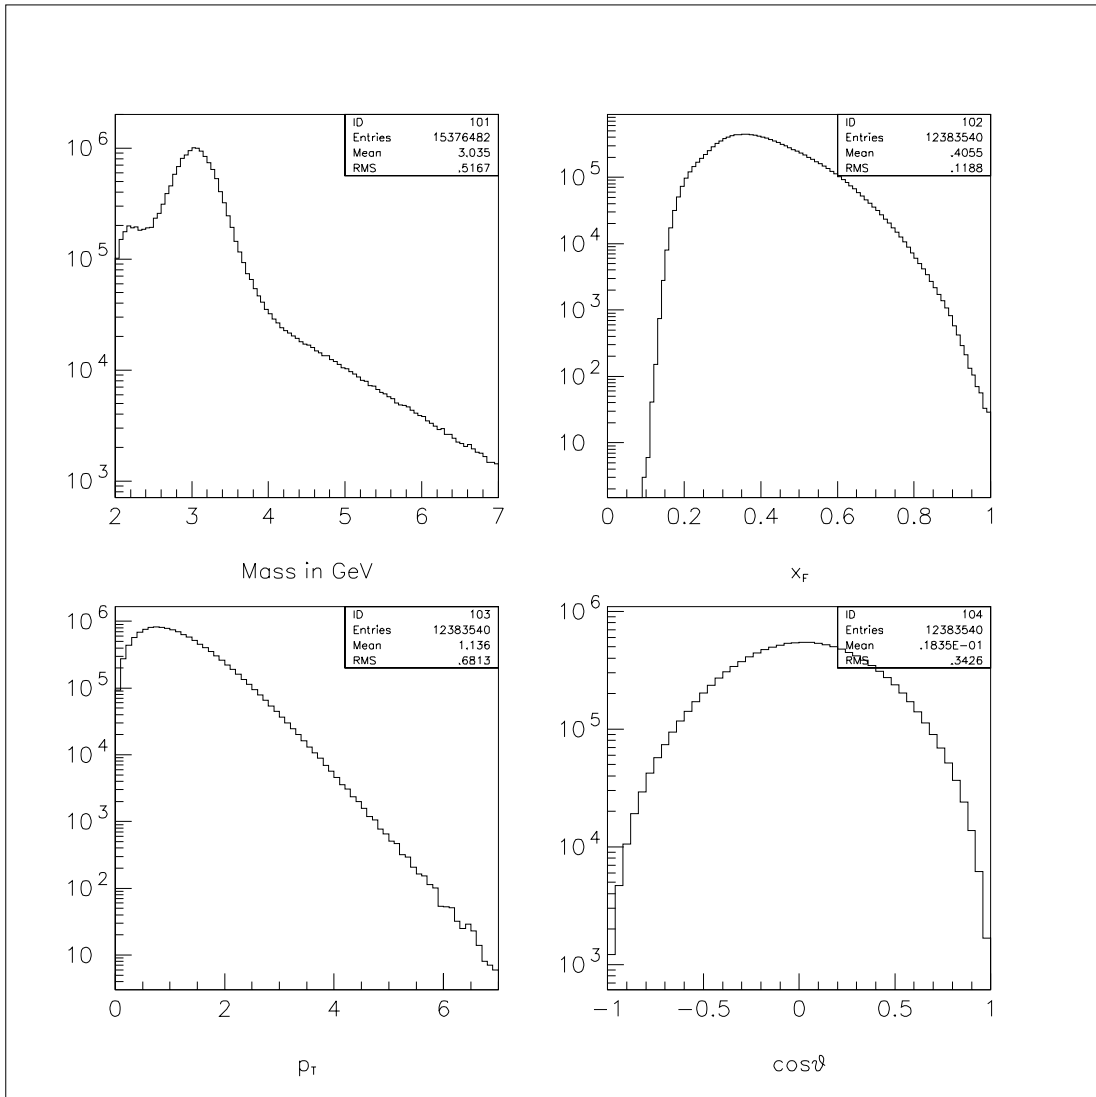 ID 101
Entries 15376482
Mean 3.035
RMS .5167
10^6
10^5
10^4
10^3
2 3 4 5 6 7
Mass in GeV
ID 102
Entries 12383540
Mean .4055
RMS .1188
10^5
10^4
10^3
10^2
10
0 0.2 0.4 0.6 0.8 1
x_F
ID 103
Entries 12383540
Mean 1.136
RMS .6813
10^6
10^5
10^4
10^3
10^2
10
0 2 4 6
p_T
ID 104
Entries 12383540
Mean .1835E-01
RMS .3426
10^6
10^5
10^4
10^3
-1 -0.5 0 0.5 1
cosϑ